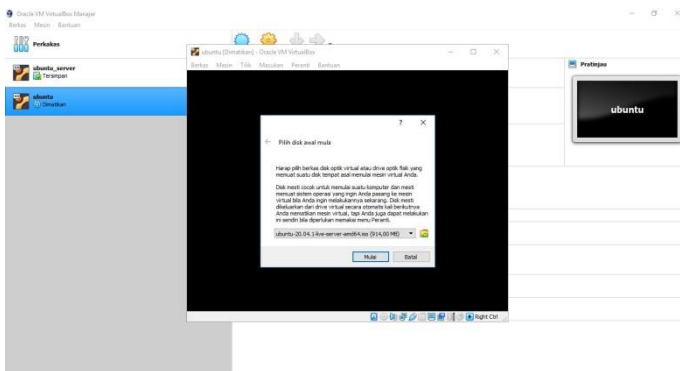 Oracle VM VirtualBox Manajer
Berkas Mesin Bantuan
Perkakas
ubuntu_server
Tersimpan
ubuntu
Dimatikan
ubuntu [Dimatikan] - Oracle VM VirtualBox
Berkas Mesin Tilik Masukan Peranti Bantuan
Pilih disk awal mula
Harap pilih berkas disk optik virtual atau drive optik fisik yang
memuat suatu disk tempat asal memulai mesin virtual Anda.
Disk mesti cocok untuk memulai suatu komputer dan mesti
memuat sistem operasi yang ingin Anda pasang ke mesin
virtual bila Anda ingin melakukannya sekarang. Disk mesti
dikeluarkan dari drive virtual secara otomatis kali berikutnya
Anda mematikan mesin virtual, tapi Anda juga dapat melakukan
ini sendiri bila diperlukan memakai menu Peranti.
ubuntu-20.04.1-live-server-amd64.iso (914,00 MB)
Mulai Batal
Right Ctrl
Pratinjau
ubuntu